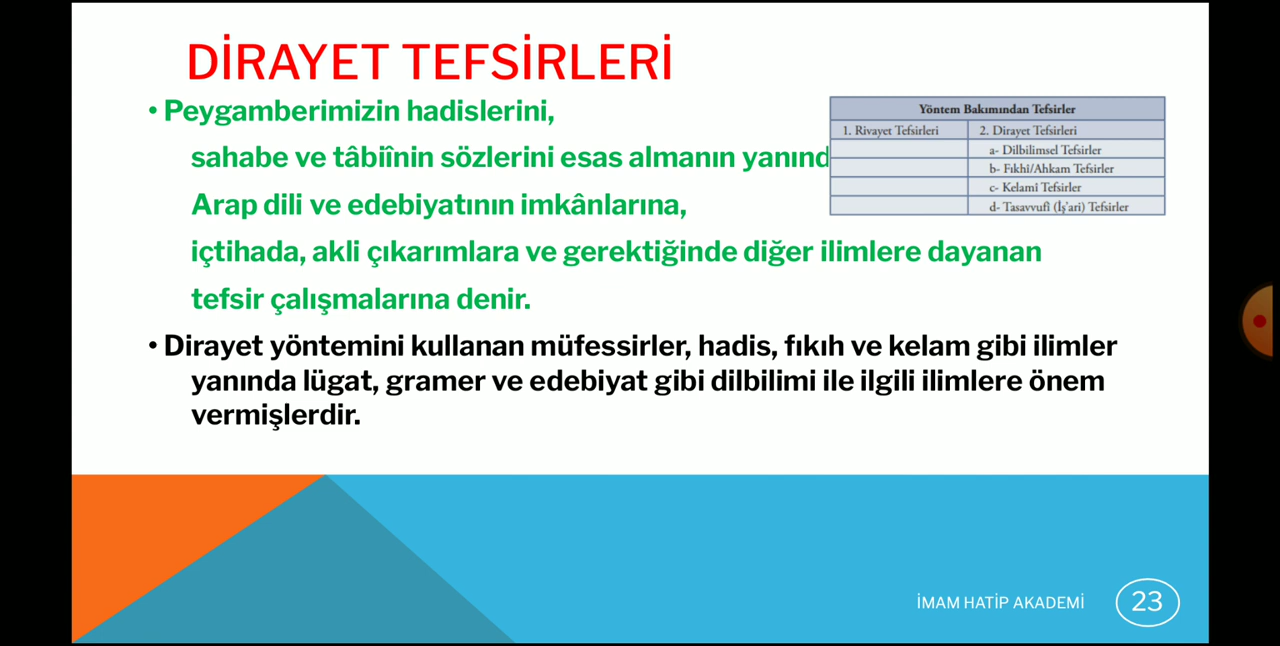 DİRAYET TEFSİRLERİ
• Peygamberimizin hadislerini,
sahabe ve tâbiînin sözlerini esas almanın yanınd
Arap dili ve edebiyatının imkânlarına,
içtihada, akli çıkarımlara ve gerektiğinde diğer ilimlere dayanan
tefsir çalışmalarına denir.
• Dirayet yöntemini kullanan müfessirler, hadis, fıkıh ve kelam gibi ilimler
yanında lügat, gramer ve edebiyat gibi dilbilimi ile ilgili ilimlere önem
vermişlerdir.
Yöntem Bakımından Tefsirler
1. Rivayet Tefsirleri 2. Dirayet Tefsirleri
a- Dilbilimsel Tefsirler
b- Fıkhî/Ahkam Tefsirler
c- Kelamî Tefsirler
d- Tasavvufî (İş'ari) Tefsirler
İMAM HATİP AKADEMİ 23